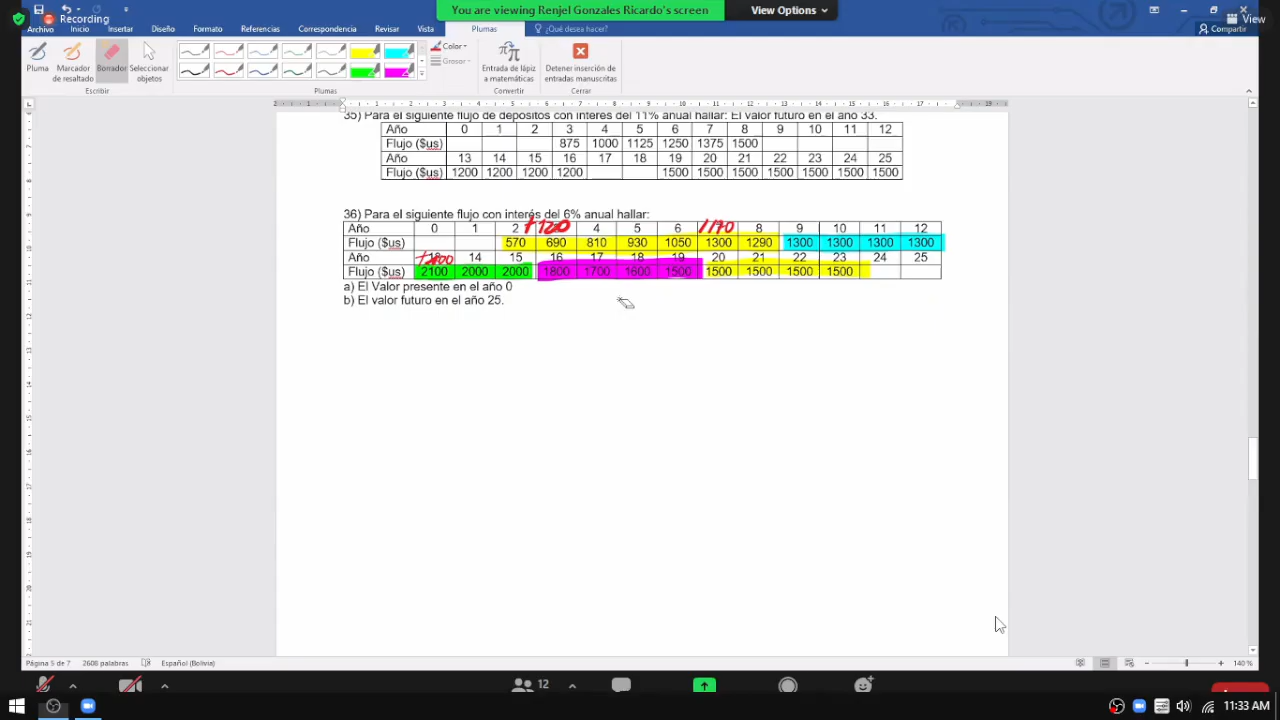 Recording
You are viewing Renjel Gonzales Ricardo's screen
View Options
View
Archivo Inicio Insertar Diseño Formato Referencias Correspondencia Revisar Vista Plumas ¿Qué desea hacer? Compartir
Pluma Marcador de resaltado Borrador Seleccionar objetos Color Grosor Entrada de lápiz a matemáticas Detener inserción de entradas manuscritas
Escribir Plumas Convertir Cerrar
35) Para el siguiente flujo de depósitos con interés del 11% anual hallar: El valor futuro en el año 33.
Año 0 1 2 3 4 5 6 7 8 9 10 11 12
Flujo ($us) 875 1000 1125 1250 1375 1500
Año 13 14 15 16 17 18 19 20 21 22 23 24 25
Flujo ($us) 1200 1200 1200 1200 1500 1500 1500 1500 1500 1500 1500
36) Para el siguiente flujo con interés del 6% anual hallar:
+120 1170
Año 0 1 2 4 5 6 8 9 10 11 12
Flujo ($us) 570 690 810 930 1050 1300 1290 1300 1300 1300 1300
Año 14 15 16 17 18 19 20 21 22 23 24 25
Flujo ($us) 2100 2000 2000 1800 1700 1600 1500 1500 1500 1500 1500
a) El Valor presente en el año 0
b) El valor futuro en el año 25.
Página 5 de 7 2608 palabras Español (Bolivia) 140 %
12
11:33 AM